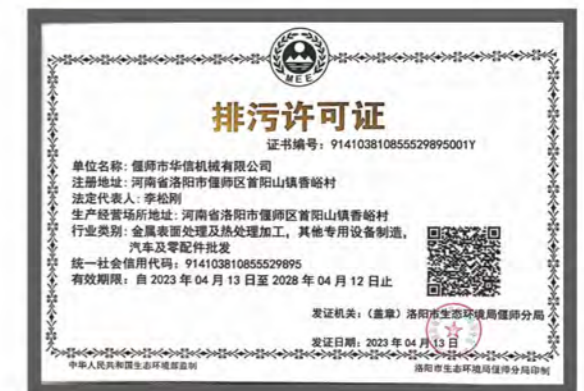 MEE
排污许可证
证书编号：914103810855529895001Y
单位名称：偃师市华信机械有限公司
注册地址：河南省洛阳市偃师区首阳山镇香峪村
法定代表人：李松刚
生产经营场所地址：河南省洛阳市偃师区首阳山镇香峪村
行业类别：金属表面处理及热处理加工，其他专用设备制造，
汽车及零配件批发
统一社会信用代码：914103810855529895
有效期限：自 2023 年 04 月 13 日至 2028 年 04 月 12 日止
发证机关：（盖章）洛阳市生态环境局偃师分局
发证日期：2023 年 04 月 13 日
中华人民共和国生态环境部监制
洛阳市生态环境局偃师分局印制